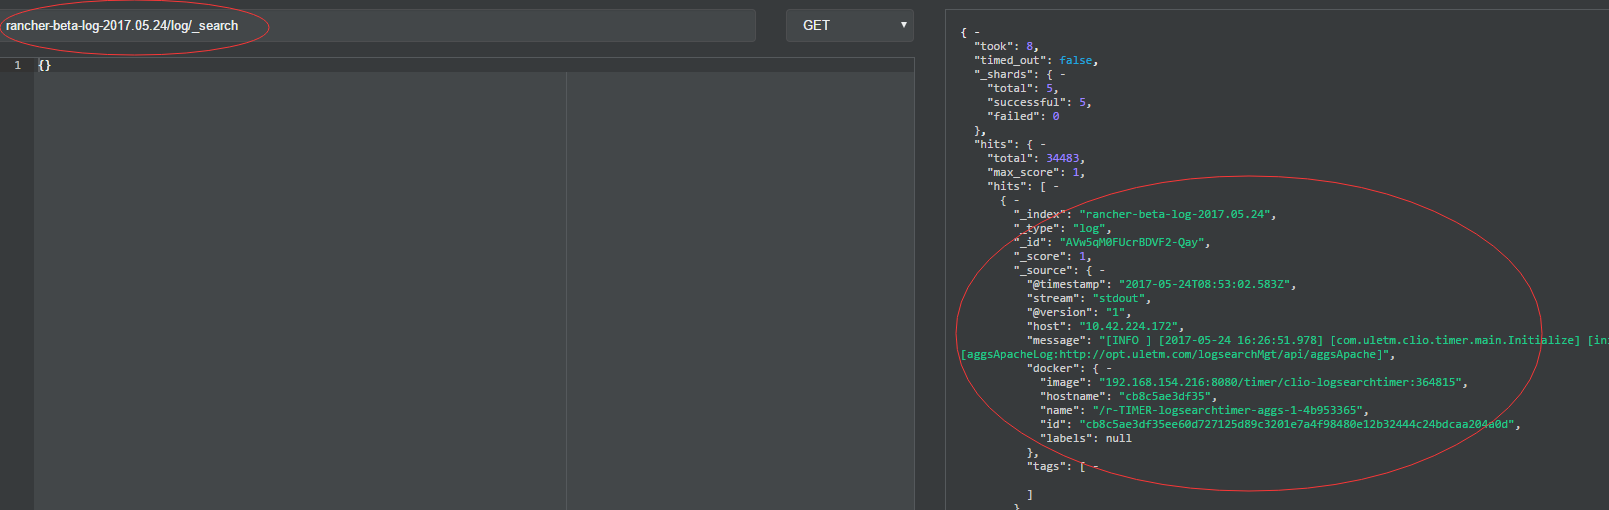 rancher-beta-log-2017.05.24/log/_search
GET
1 {}
{ -
"took": 8,
"timed_out": false,
"_shards": { -
"total": 5,
"successful": 5,
"failed": 0
},
"hits": { -
"total": 34483,
"max_score": 1,
"hits": [ -
{ -
"_index": "rancher-beta-log-2017.05.24",
"_type": "log",
"_id": "AVw5qM0FUcrBDVF2-Qay",
"_score": 1,
"_source": { -
"@timestamp": "2017-05-24T08:53:02.583Z",
"stream": "stdout",
"@version": "1",
"host": "10.42.224.172",
"message": "[INFO ] [2017-05-24 16:26:51.978] [com.uletm.clio.timer.main.Initialize] [in
[aggsApacheLog:http://opt.uletm.com/logsearchMgt/api/aggsApache]",
"docker": { -
"image": "192.168.154.216:8080/timer/clio-logsearchtimer:364815",
"hostname": "cb8c5ae3df35",
"name": "/r-TIMER-logsearchtimer-aggs-1-4b953365",
"id": "cb8c5ae3df35ee60d727125d89c3201e7a4f98480e12b32444c24bdcaa204a0d",
"labels": null
},
"tags": [ -
]
}